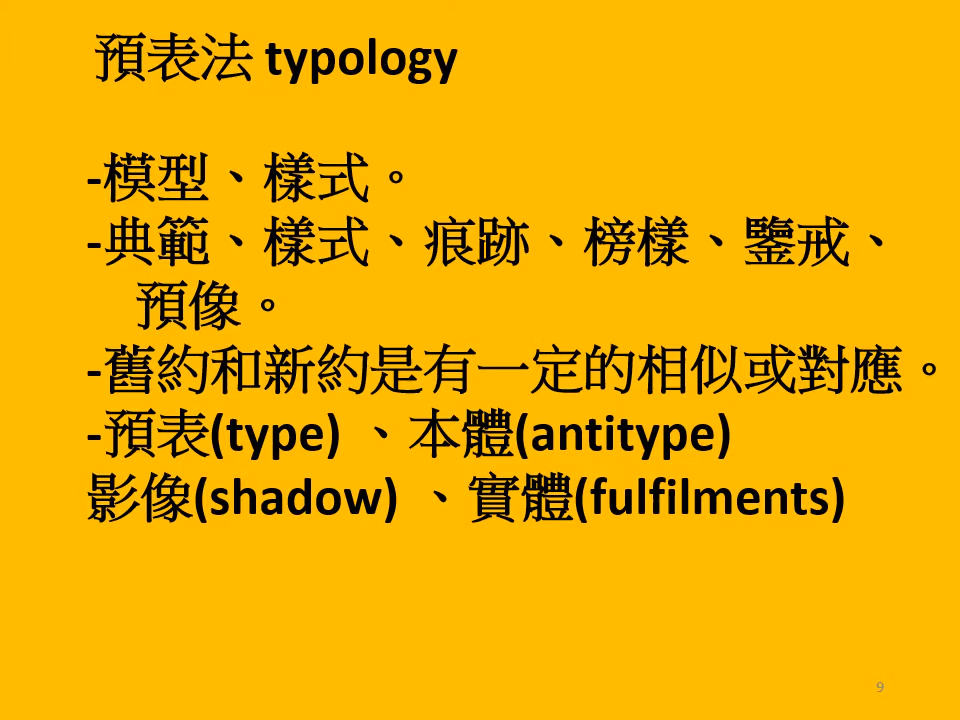 預表法 typology
-模型、樣式。
-典範、樣式、痕跡、榜樣、鑒戒、
預像。
-舊約和新約是有一定的相似或對應。
-預表(type) 、本體(antitype)
影像(shadow) 、實體(fulfilments)
9